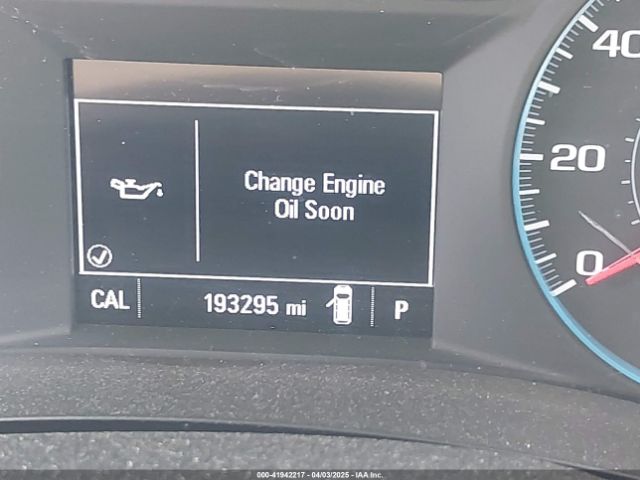 40
Change Engine
Oil Soon
20
0
CAL
193295 mi
P
000-41942217 - 04/03/2025 - IAA Inc.